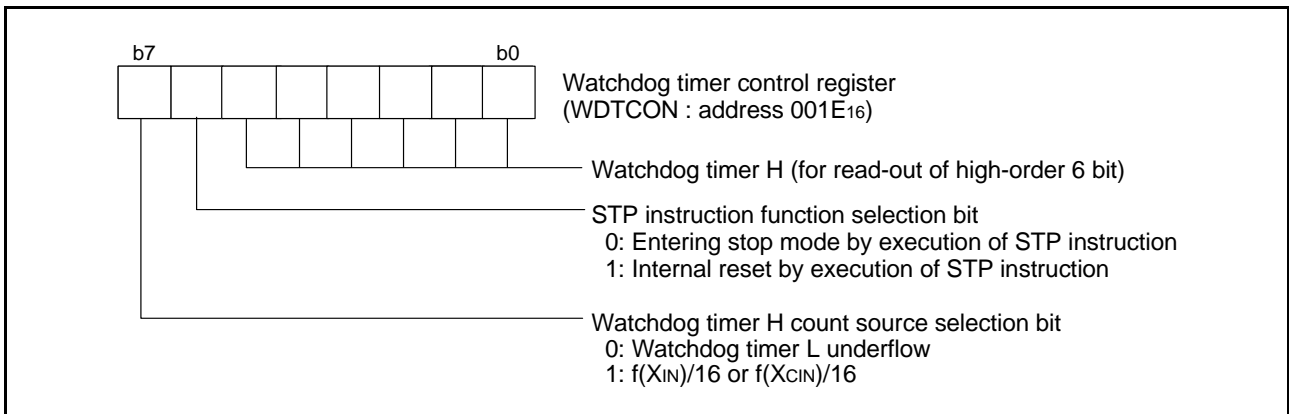 b7 b0
Watchdog timer control register
(WDTCON : address 001E16)
Watchdog timer H (for read-out of high-order 6 bit)
STP instruction function selection bit
0: Entering stop mode by execution of STP instruction
1: Internal reset by execution of STP instruction
Watchdog timer H count source selection bit
0: Watchdog timer L underflow
1: f(XIN)/16 or f(XCIN)/16